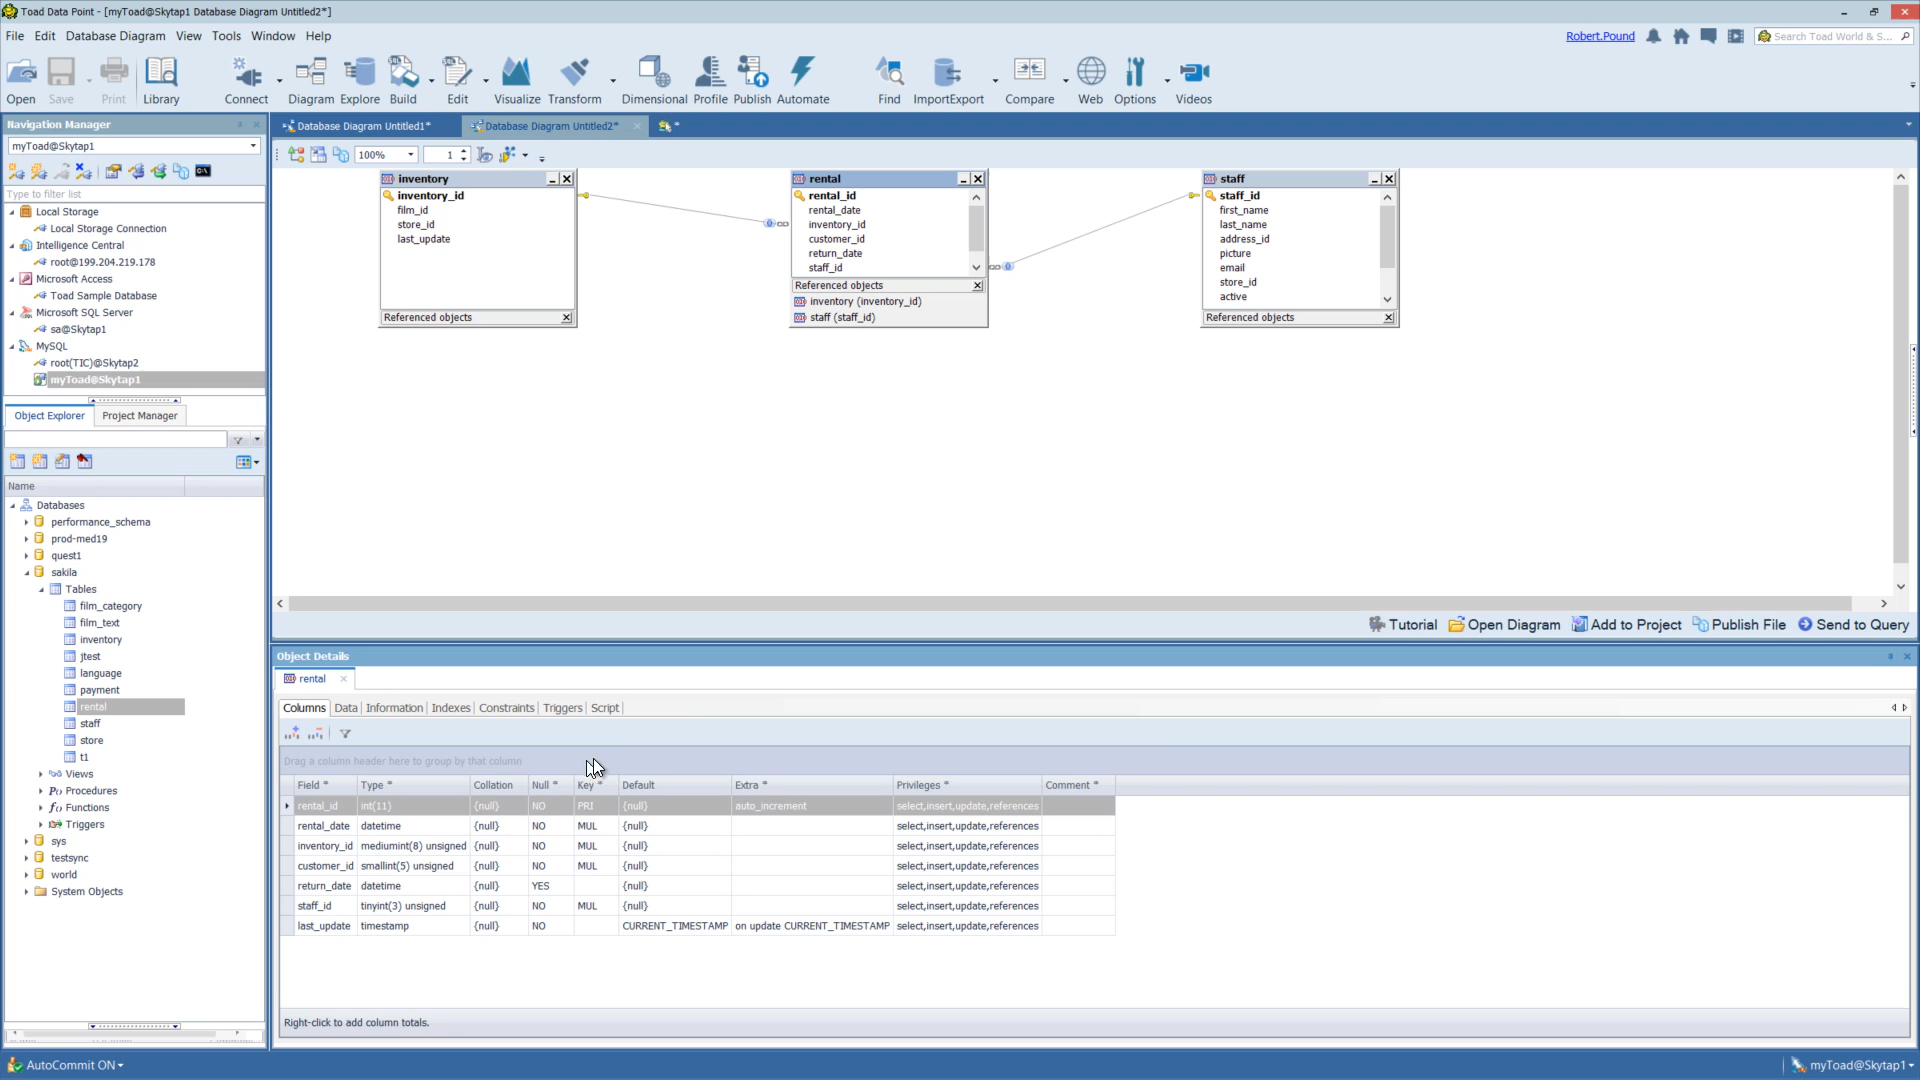 Toad Data Point - [myToad@Skytap1 Database Diagram Untitled2*]
File Edit Database Diagram View Tools Window Help
Robert.Pound
Search Toad World & S...
Open Save Print Library Connect Diagram Explore Build Edit Visualize Transform Dimensional Profile Publish Automate Find ImportExport Compare Web Options Videos
Navigation Manager
myToad@Skytap1
Type to filter list
Local Storage
Local Storage Connection
Intelligence Central
root@199.204.219.178
Microsoft Access
Toad Sample Database
Microsoft SQL Server
sa@Skytap1
MySQL
root(TIC)@Skytap2
myToad@Skytap1
Object Explorer Project Manager
Name
Databases
performance_schema
prod-med19
quest1
sakila
Tables
film_category
film_text
inventory
jtest
language
payment
rental
staff
store
t1
Views
Procedures
Functions
Triggers
sys
testsync
world
System Objects
Database Diagram Untitled1* Database Diagram Untitled2* *
100% 1
inventory
inventory_id
film_id
store_id
last_update
Referenced objects
rental
rental_id
rental_date
inventory_id
customer_id
return_date
staff_id
Referenced objects
inventory (inventory_id)
staff (staff_id)
staff
staff_id
first_name
last_name
address_id
picture
email
store_id
active
Referenced objects
Tutorial Open Diagram Add to Project Publish File Send to Query
Object Details
rental
Columns Data Information Indexes Constraints Triggers Script
Drag a column header here to group by that column
Field * Type * Collation Null * Key * Default Extra * Privileges * Comment *
rental_id int(11) {null} NO PRI {null} auto_increment select,insert,update,references
rental_date datetime {null} NO MUL {null} select,insert,update,references
inventory_id mediumint(8) unsigned {null} NO MUL {null} select,insert,update,references
customer_id smallint(5) unsigned {null} NO MUL {null} select,insert,update,references
return_date datetime {null} YES {null} select,insert,update,references
staff_id tinyint(3) unsigned {null} NO MUL {null} select,insert,update,references
last_update timestamp {null} NO CURRENT_TIMESTAMP on update CURRENT_TIMESTAMP select,insert,update,references
Right-click to add column totals.
AutoCommit ON
myToad@Skytap1